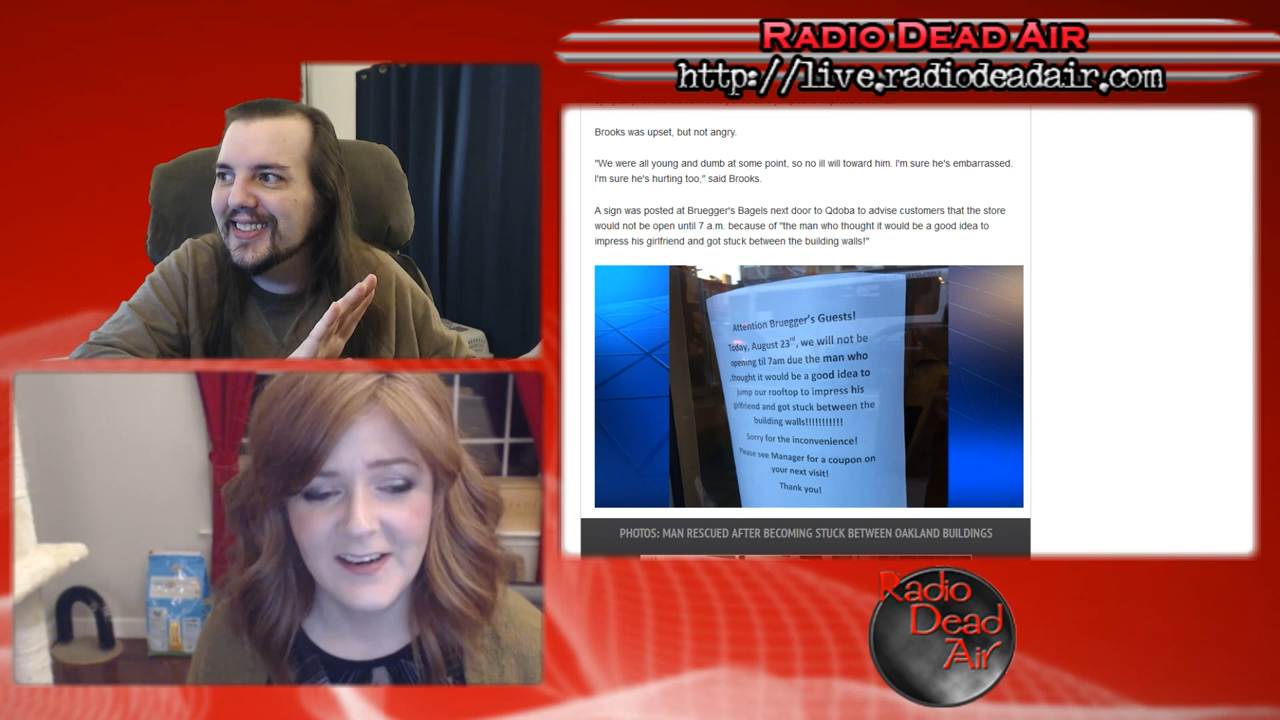 RADIO DEAD AIR
http://live.radiodeadair.com
Brooks was upset, but not angry.
"We were all young and dumb at some point, so no ill will toward him. I'm sure he's embarrassed.
I'm sure he's hurting too," said Brooks.
A sign was posted at Bruegger's Bagels next door to Qdoba to advise customers that the store
would not be open until 7 a.m. because of "the man who thought it would be a good idea to
impress his girlfriend and got stuck between the building walls!"
Attention Bruegger's Guests!
Today, August 23rd, we will not be
opening til 7am due the man who
thought it would be a good idea to
jump our rooftop to impress his
girlfriend and got stuck between the
building walls!!!!!!!!!!!
Sorry for the inconvenience!
Please see Manager for a coupon on
your next visit!
Thank you!
PHOTOS: MAN RESCUED AFTER BECOMING STUCK BETWEEN OAKLAND BUILDINGS
Radio
Dead
Air